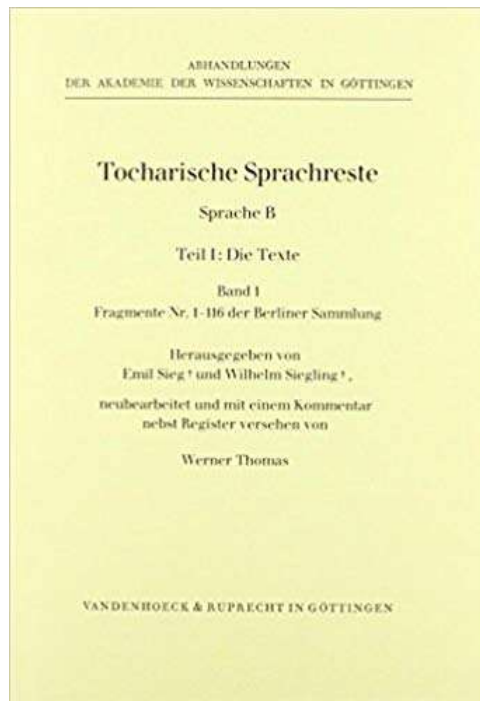 ABHANDLUNGEN
DER AKADEMIE DER WISSENSCHAFTEN IN GÖTTINGEN
Tocharische Sprachreste
Sprache B
Teil I: Die Texte
Band 1
Fragmente Nr. 1-116 der Berliner Sammlung
Herausgegeben von
Emil Sieg † und Wilhelm Siegling †,
neubearbeitet und mit einem Kommentar
nebst Register versehen von
Werner Thomas
VANDENHOECK & RUPRECHT IN GÖTTINGEN